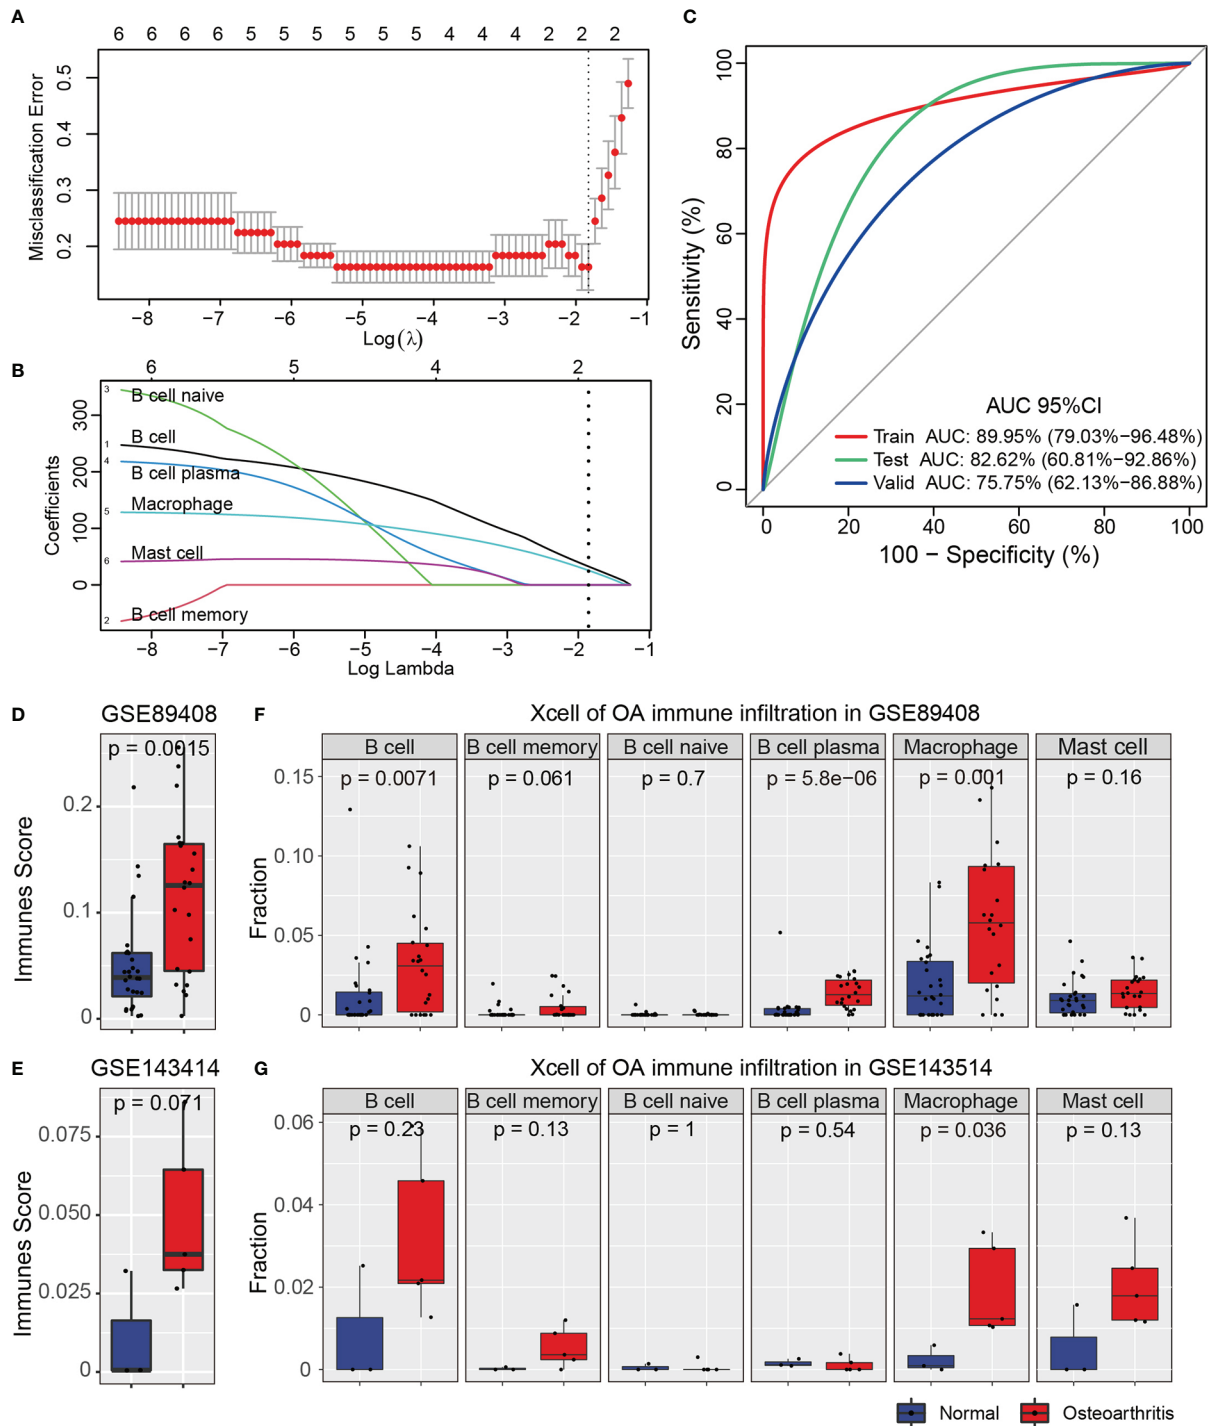 A
6 6 6 6 5 5 5 5 5 4 4 4 2 2 2
Misclassification Error
0.5
0.4
0.3
0.2
−8 −7 −6 −5 −4 −3 −2 −1
Log(λ)
B
6 5 4 2
Coefficients
300
200
100
0
3
B cell naive
1
B cell
4
B cell plasma
5
Macrophage
6
Mast cell
2
B cell memory
−8 −7 −6 −5 −4 −3 −2 −1
Log Lambda
C
Sensitivity (%)
100
80
60
40
20
0
AUC 95%CI
Train AUC: 89.95% (79.03%−96.48%)
Test AUC: 82.62% (60.81%−92.86%)
Valid AUC: 75.75% (62.13%−86.88%)
0 20 40 60 80 100
100 − Specificity (%)
D
GSE89408
p = 0.0015
Immunes Score
0.2
0.1
0
F
Xcell of OA immune infiltration in GSE89408
B cell B cell memory B cell naive B cell plasma Macrophage Mast cell
p = 0.0071 p = 0.061 p = 0.7 p = 5.8e−06 p = 0.001 p = 0.16
Fraction
0.15
0.10
0.05
0
E
GSE143414
p = 0.071
Immunes Score
0.075
0.050
0.025
0
G
Xcell of OA immune infiltration in GSE143514
B cell B cell memory B cell naive B cell plasma Macrophage Mast cell
p = 0.23 p = 0.13 p = 1 p = 0.54 p = 0.036 p = 0.13
Fraction
0.06
0.04
0.02
0
Normal Osteoarthritis